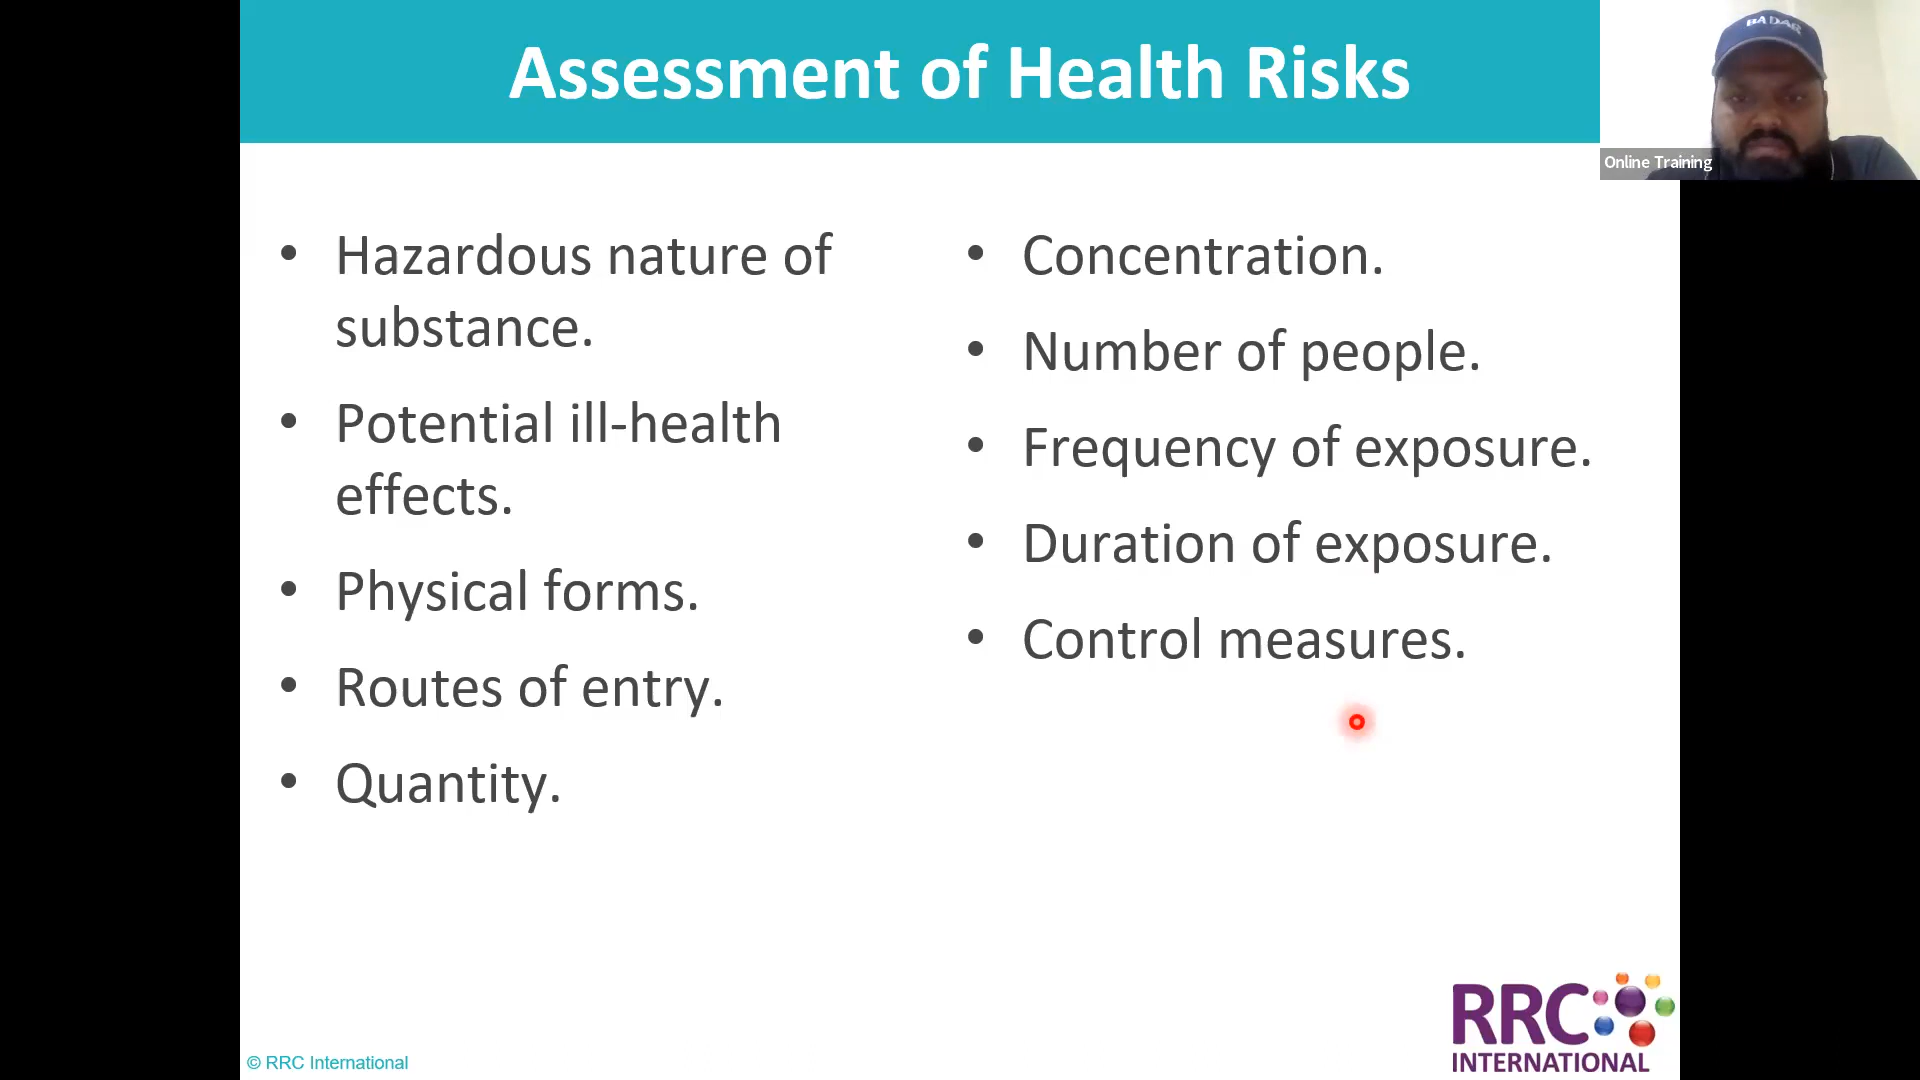 Assessment of Health Risks
BADAR
Online Training
• Hazardous nature of
substance.
• Potential ill-health
effects.
• Physical forms.
• Routes of entry.
• Quantity.
• Concentration.
• Number of people.
• Frequency of exposure.
• Duration of exposure.
• Control measures.
© RRC International
RRC
INTERNATIONAL